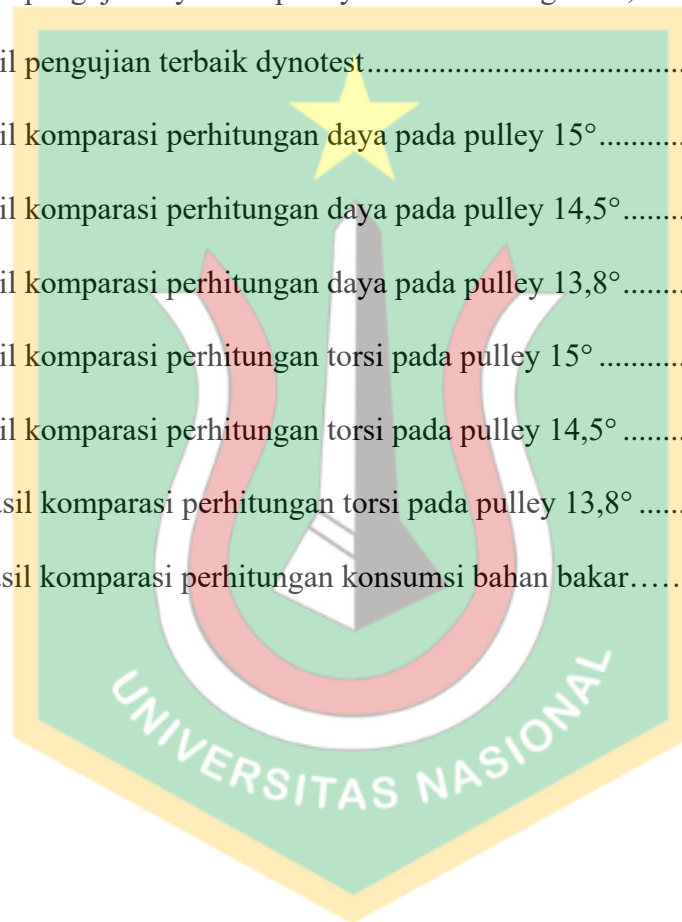 il pengujian terbaik dynotest....................................
il komparasi perhitungan daya pada pulley 15°...........
il komparasi perhitungan daya pada pulley 14,5°........
il komparasi perhitungan daya pada pulley 13,8°........
il komparasi perhitungan torsi pada pulley 15° ...........
il komparasi perhitungan torsi pada pulley 14,5° ........
asil komparasi perhitungan torsi pada pulley 13,8° ......
asil komparasi perhitungan konsumsi bahan bakar……
UNIVERSITAS NASIONAL